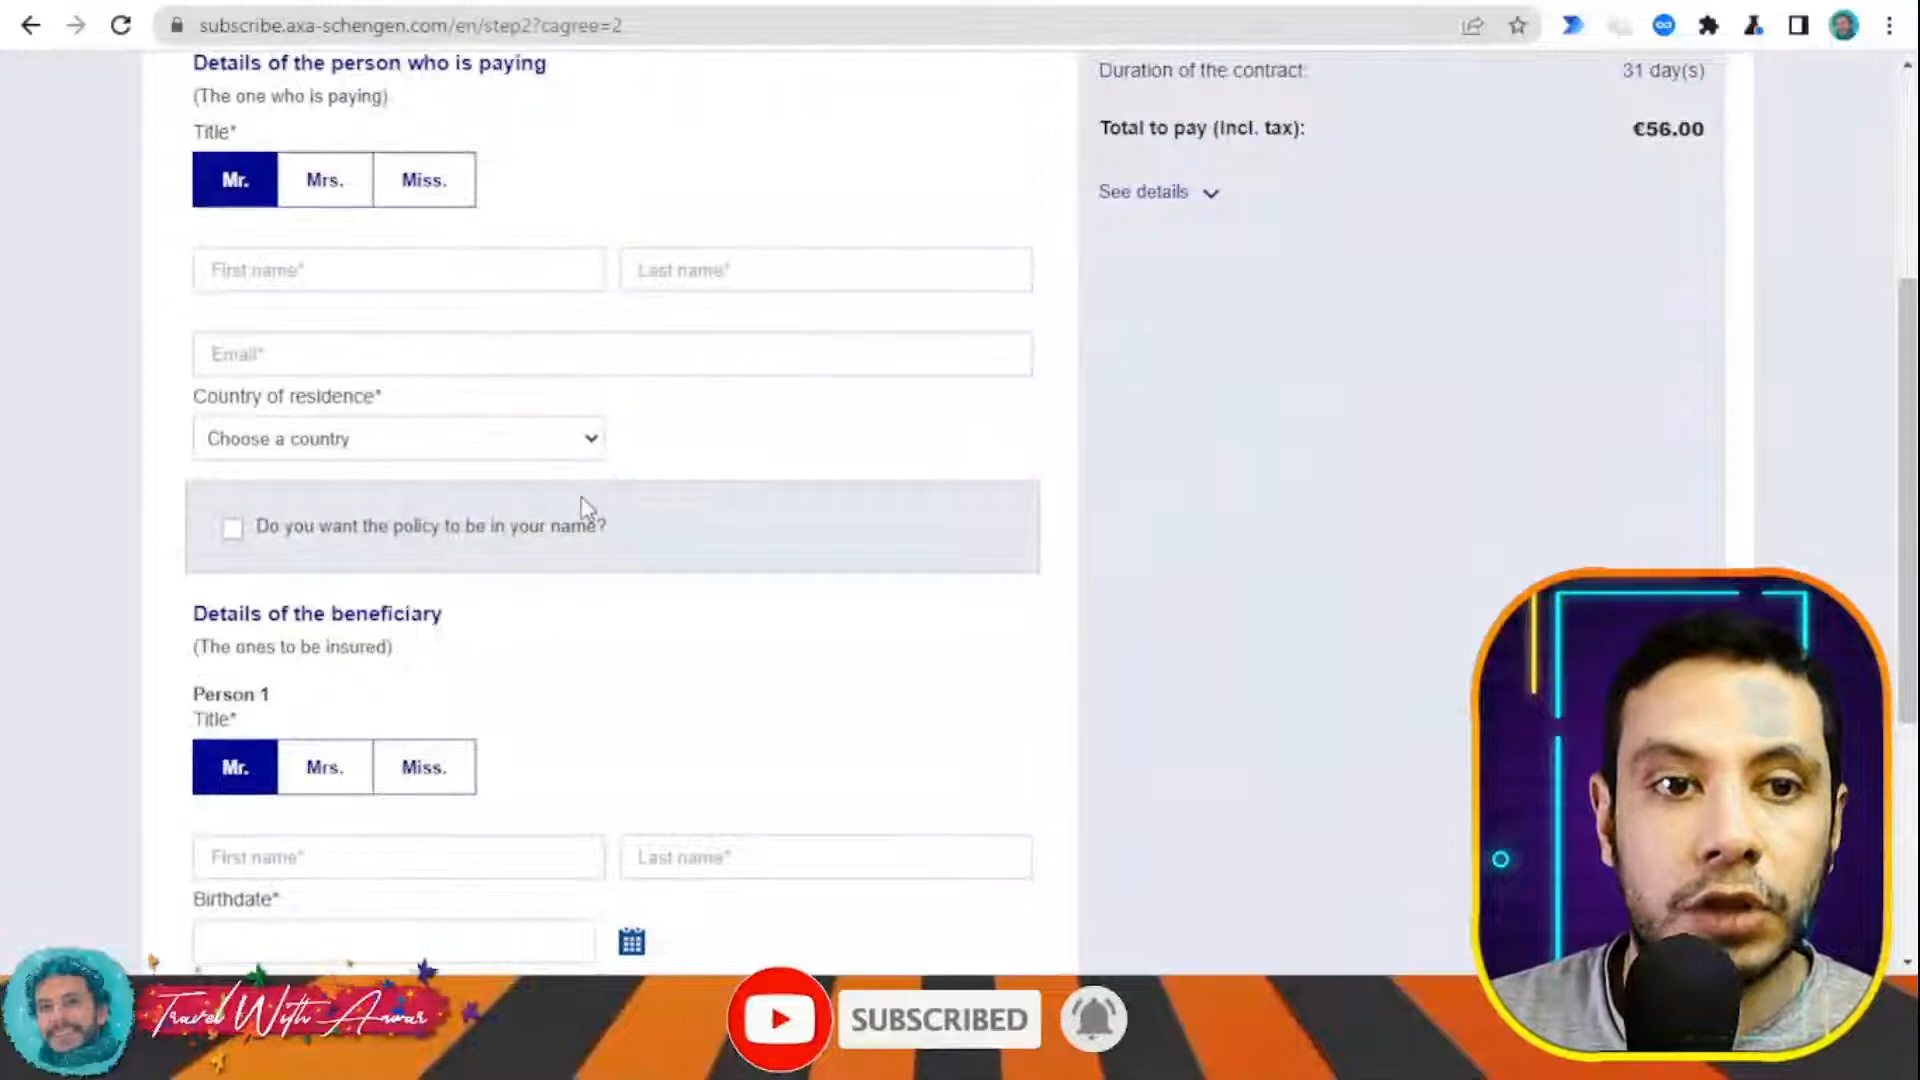 subscribe.axa-schengen.com/en/step2?cagree=2
Details of the person who is paying
(The one who is paying)
Title*
Mr.
Mrs.
Miss.
First name*
Last name*
Email*
Country of residence*
Choose a country
Do you want the policy to be in your name?
Details of the beneficiary
(The ones to be insured)
Person 1
Title*
Mr.
Mrs.
Miss.
First name*
Last name*
Birthdate*
Duration of the contract:
31 day(s)
Total to pay (incl. tax):
€56.00
See details
Travel With Anwar
SUBSCRIBED